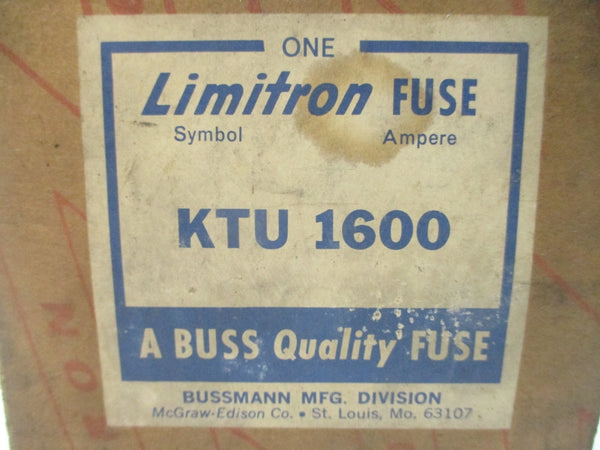 ONE
Limitron FUSE
Symbol Ampere
KTU 1600
A BUSS Quality FUSE
BUSSMANN MFG. DIVISION
McGraw-Edison Co. • St. Louis, Mo. 63107